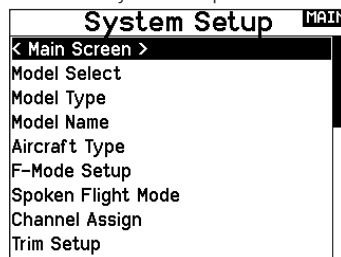 System Setup MAIN
< Main Screen >
Model Select
Model Type
Model Name
Aircraft Type
F-Mode Setup
Spoken Flight Mode
Channel Assign
Trim Setup